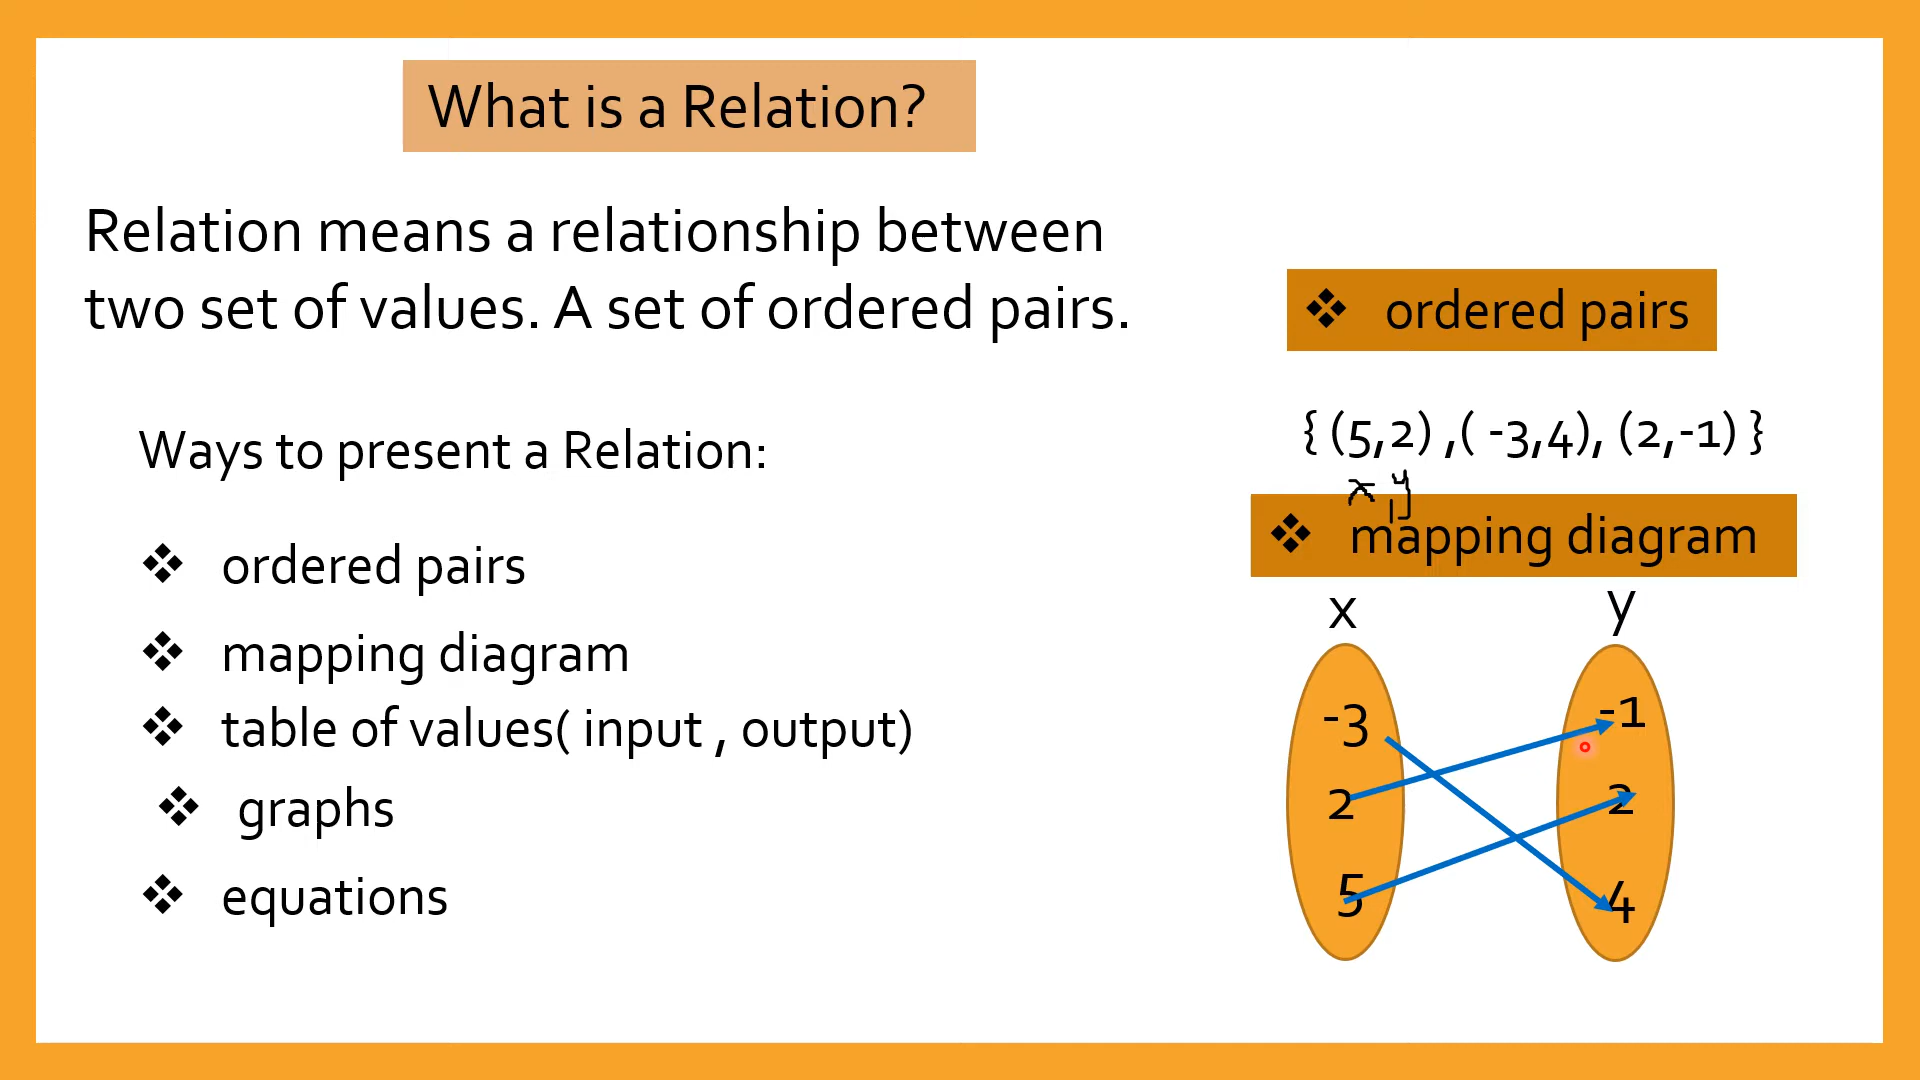 What is a Relation?
Relation means a relationship between
two set of values. A set of ordered pairs.
Ways to present a Relation:
❖ ordered pairs
❖ mapping diagram
❖ table of values( input , output)
❖ graphs
❖ equations
❖ ordered pairs
{ (5,2) ,( -3,4), (2,-1) }
x y
❖ mapping diagram
x y
-3 -1
2 2
5 4